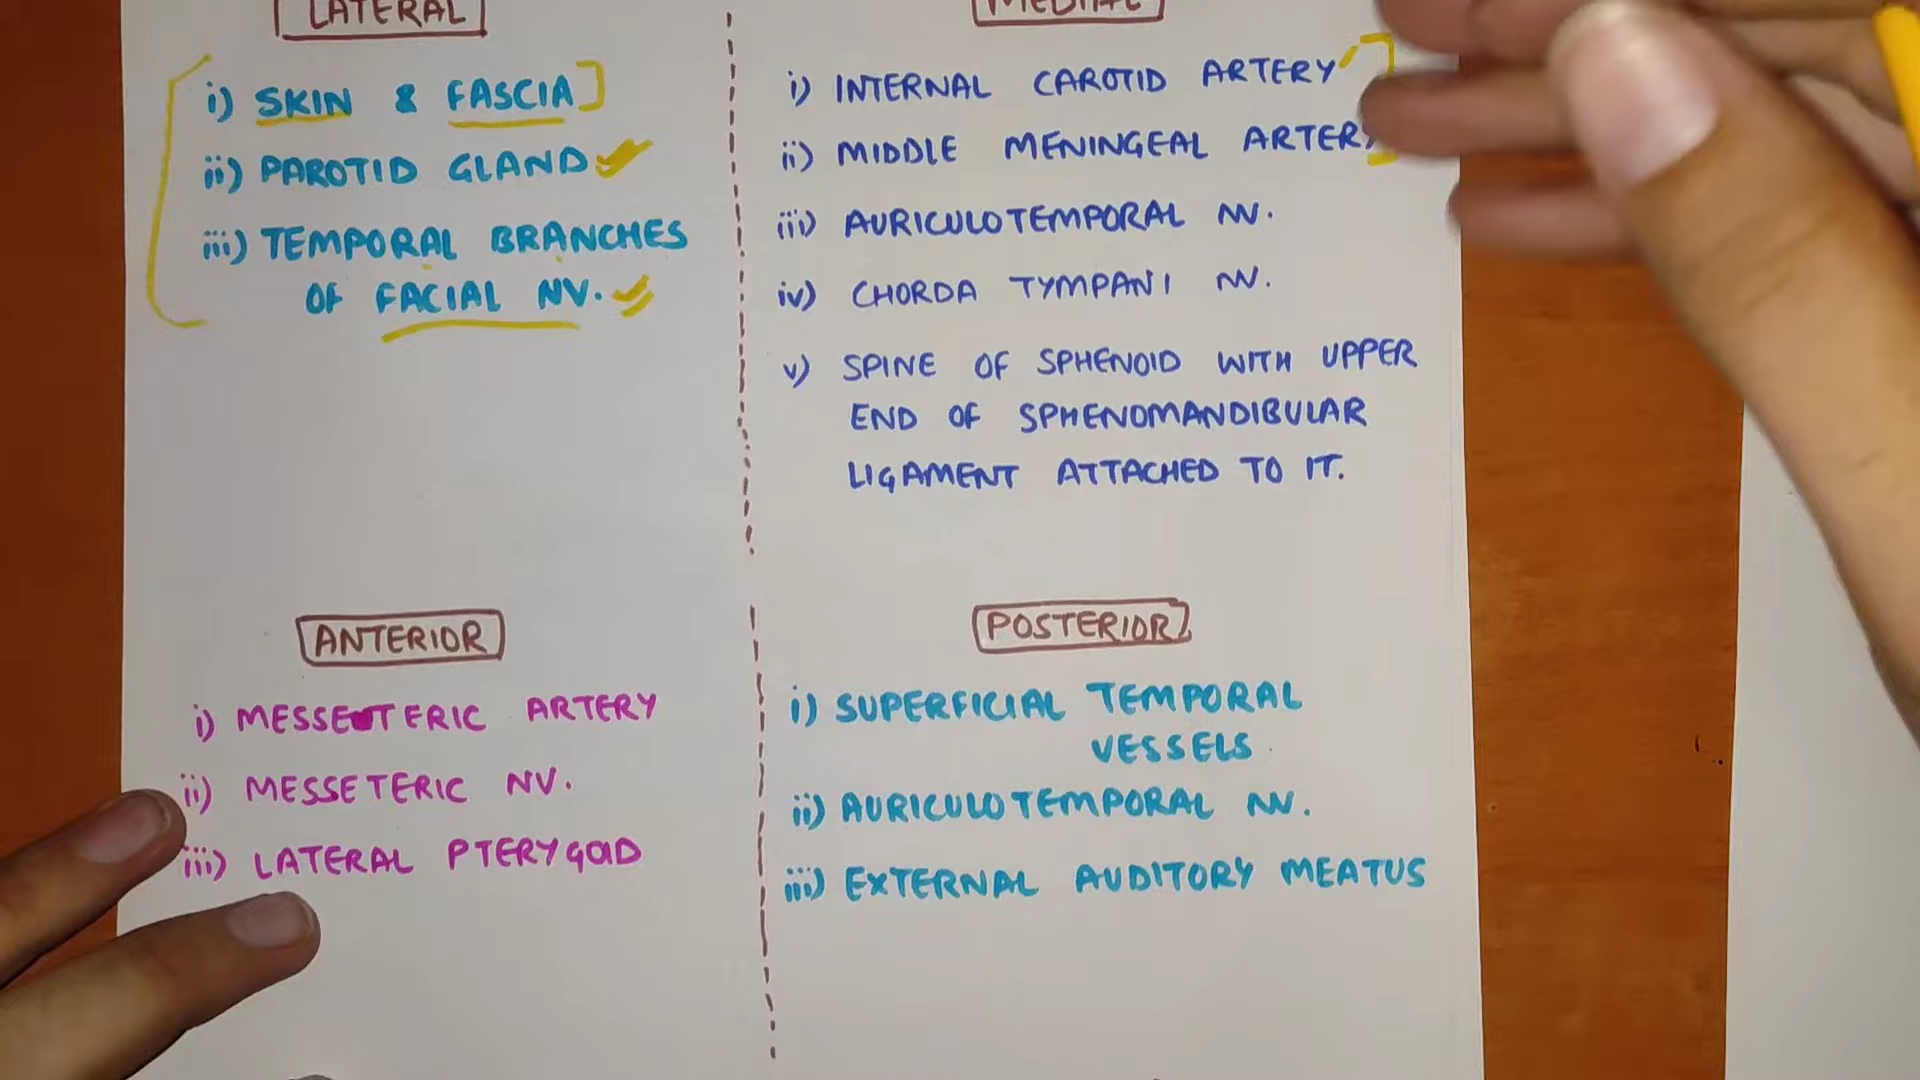 LATERAL
i) SKIN & FASCIA
ii) PAROTID GLAND
iii) TEMPORAL BRANCHES
OF FACIAL NV.
MEDIAL
i) INTERNAL CAROTID ARTERY
ii) MIDDLE MENINGEAL ARTERY
iii) AURICULOTEMPORAL NV.
iv) CHORDA TYMPANI NV.
v) SPINE OF SPHENOID WITH UPPER
END OF SPHENOMANDIBULAR
LIGAMENT ATTACHED TO IT.
ANTERIOR
i) MESSETERIC ARTERY
ii) MESSETERIC NV.
iii) LATERAL PTERYGOID
POSTERIOR
i) SUPERFICIAL TEMPORAL
VESSELS
ii) AURICULOTEMPORAL NV.
iii) EXTERNAL AUDITORY MEATUS